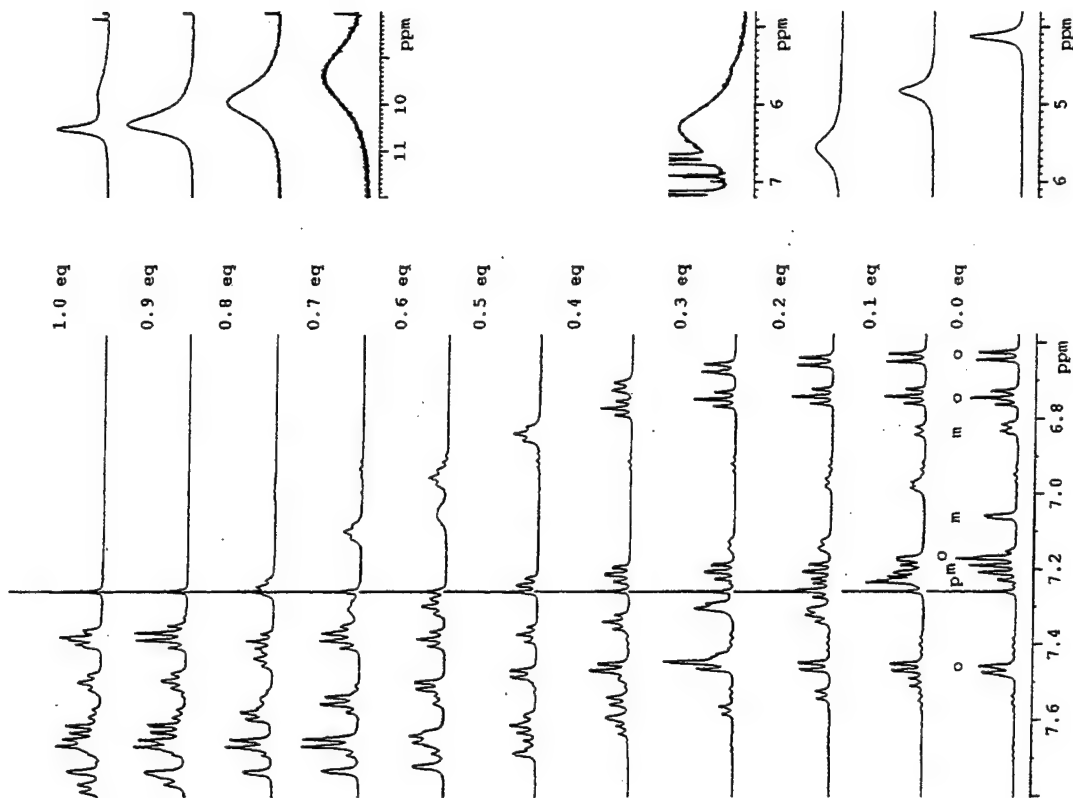 1.0 eq
0.9 eq
0.8 eq
0.7 eq
11 10 ppm
0.6 eq
0.5 eq
0.4 eq
0.3 eq
7 6 ppm
0.2 eq
0.1 eq
0.0 eq
o p m o m m o o
7.6 7.4 7.2 7.0 6.8 ppm
6 5 ppm